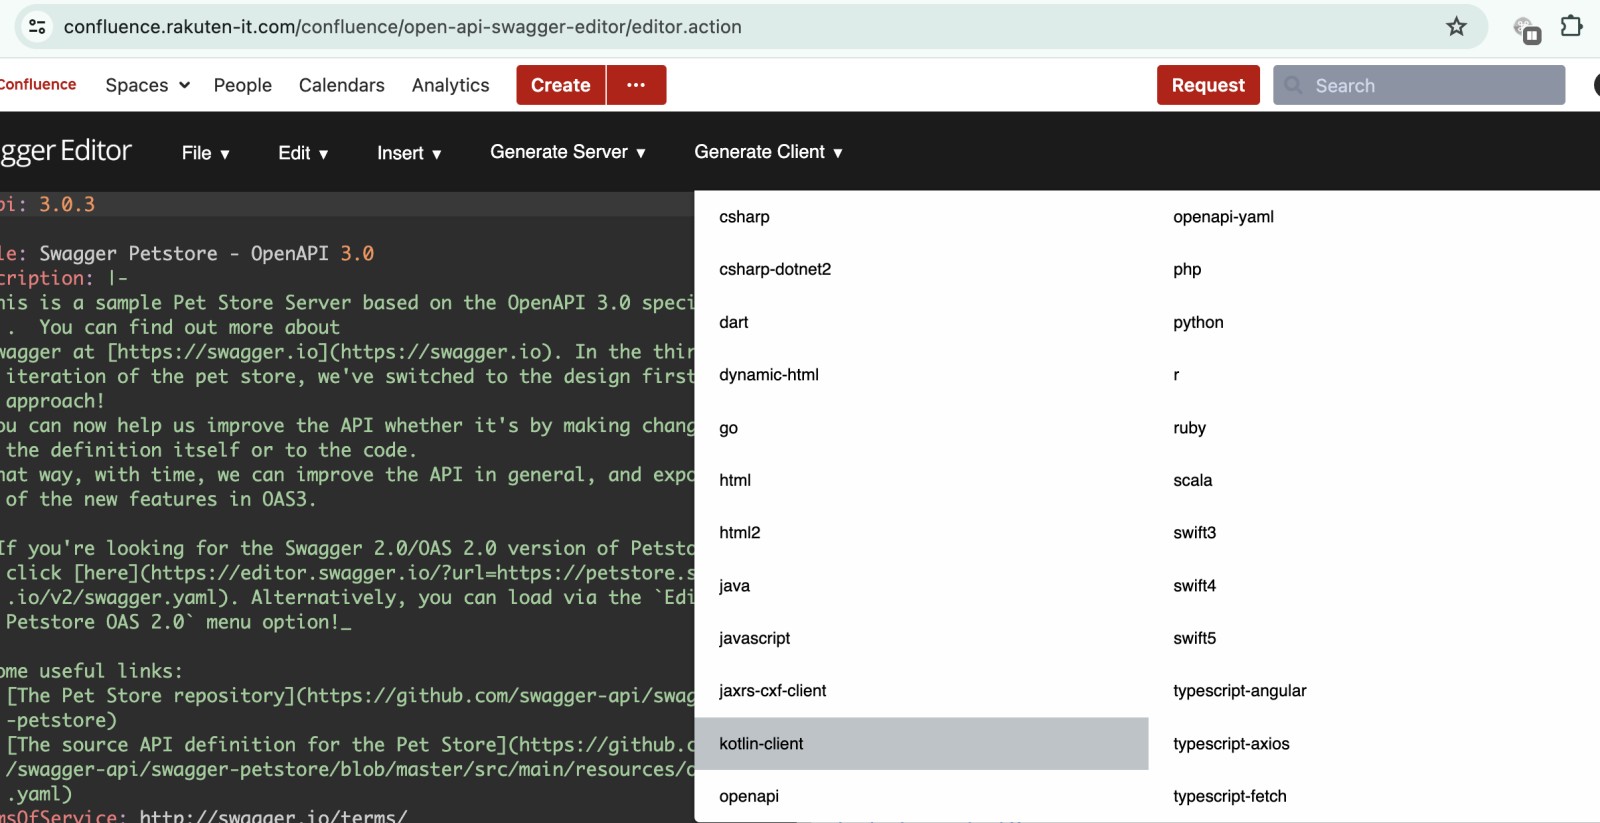 confluence.rakuten-it.com/confluence/open-api-swagger-editor/editor.action
Confluence Spaces People Calendars Analytics Create ··· Request Search
gger Editor File ▼ Edit ▼ Insert ▼ Generate Server ▼ Generate Client ▼
pi: 3.0.3
le: Swagger Petstore - OpenAPI 3.0
cription: |-
his is a sample Pet Store Server based on the OpenAPI 3.0 speci
. You can find out more about
wagger at [https://swagger.io](https://swagger.io). In the thir
iteration of the pet store, we've switched to the design first
approach!
ou can now help us improve the API whether it's by making chang
the definition itself or to the code.
hat way, with time, we can improve the API in general, and expo
of the new features in OAS3.
If you're looking for the Swagger 2.0/OAS 2.0 version of Petsto
click [here](https://editor.swagger.io/?url=https://petstore.s
.io/v2/swagger.yaml). Alternatively, you can load via the `Edi
Petstore OAS 2.0` menu option!_
ome useful links:
[The Pet Store repository](https://github.com/swagger-api/swag
-petstore)
[The source API definition for the Pet Store](https://github.c
/swagger-api/swagger-petstore/blob/master/src/main/resources/o
.yaml)
msOfService: http://swagger.io/terms/
csharp
csharp-dotnet2
dart
dynamic-html
go
html
html2
java
javascript
jaxrs-cxf-client
kotlin-client
openapi
openapi-yaml
php
python
r
ruby
scala
swift3
swift4
swift5
typescript-angular
typescript-axios
typescript-fetch